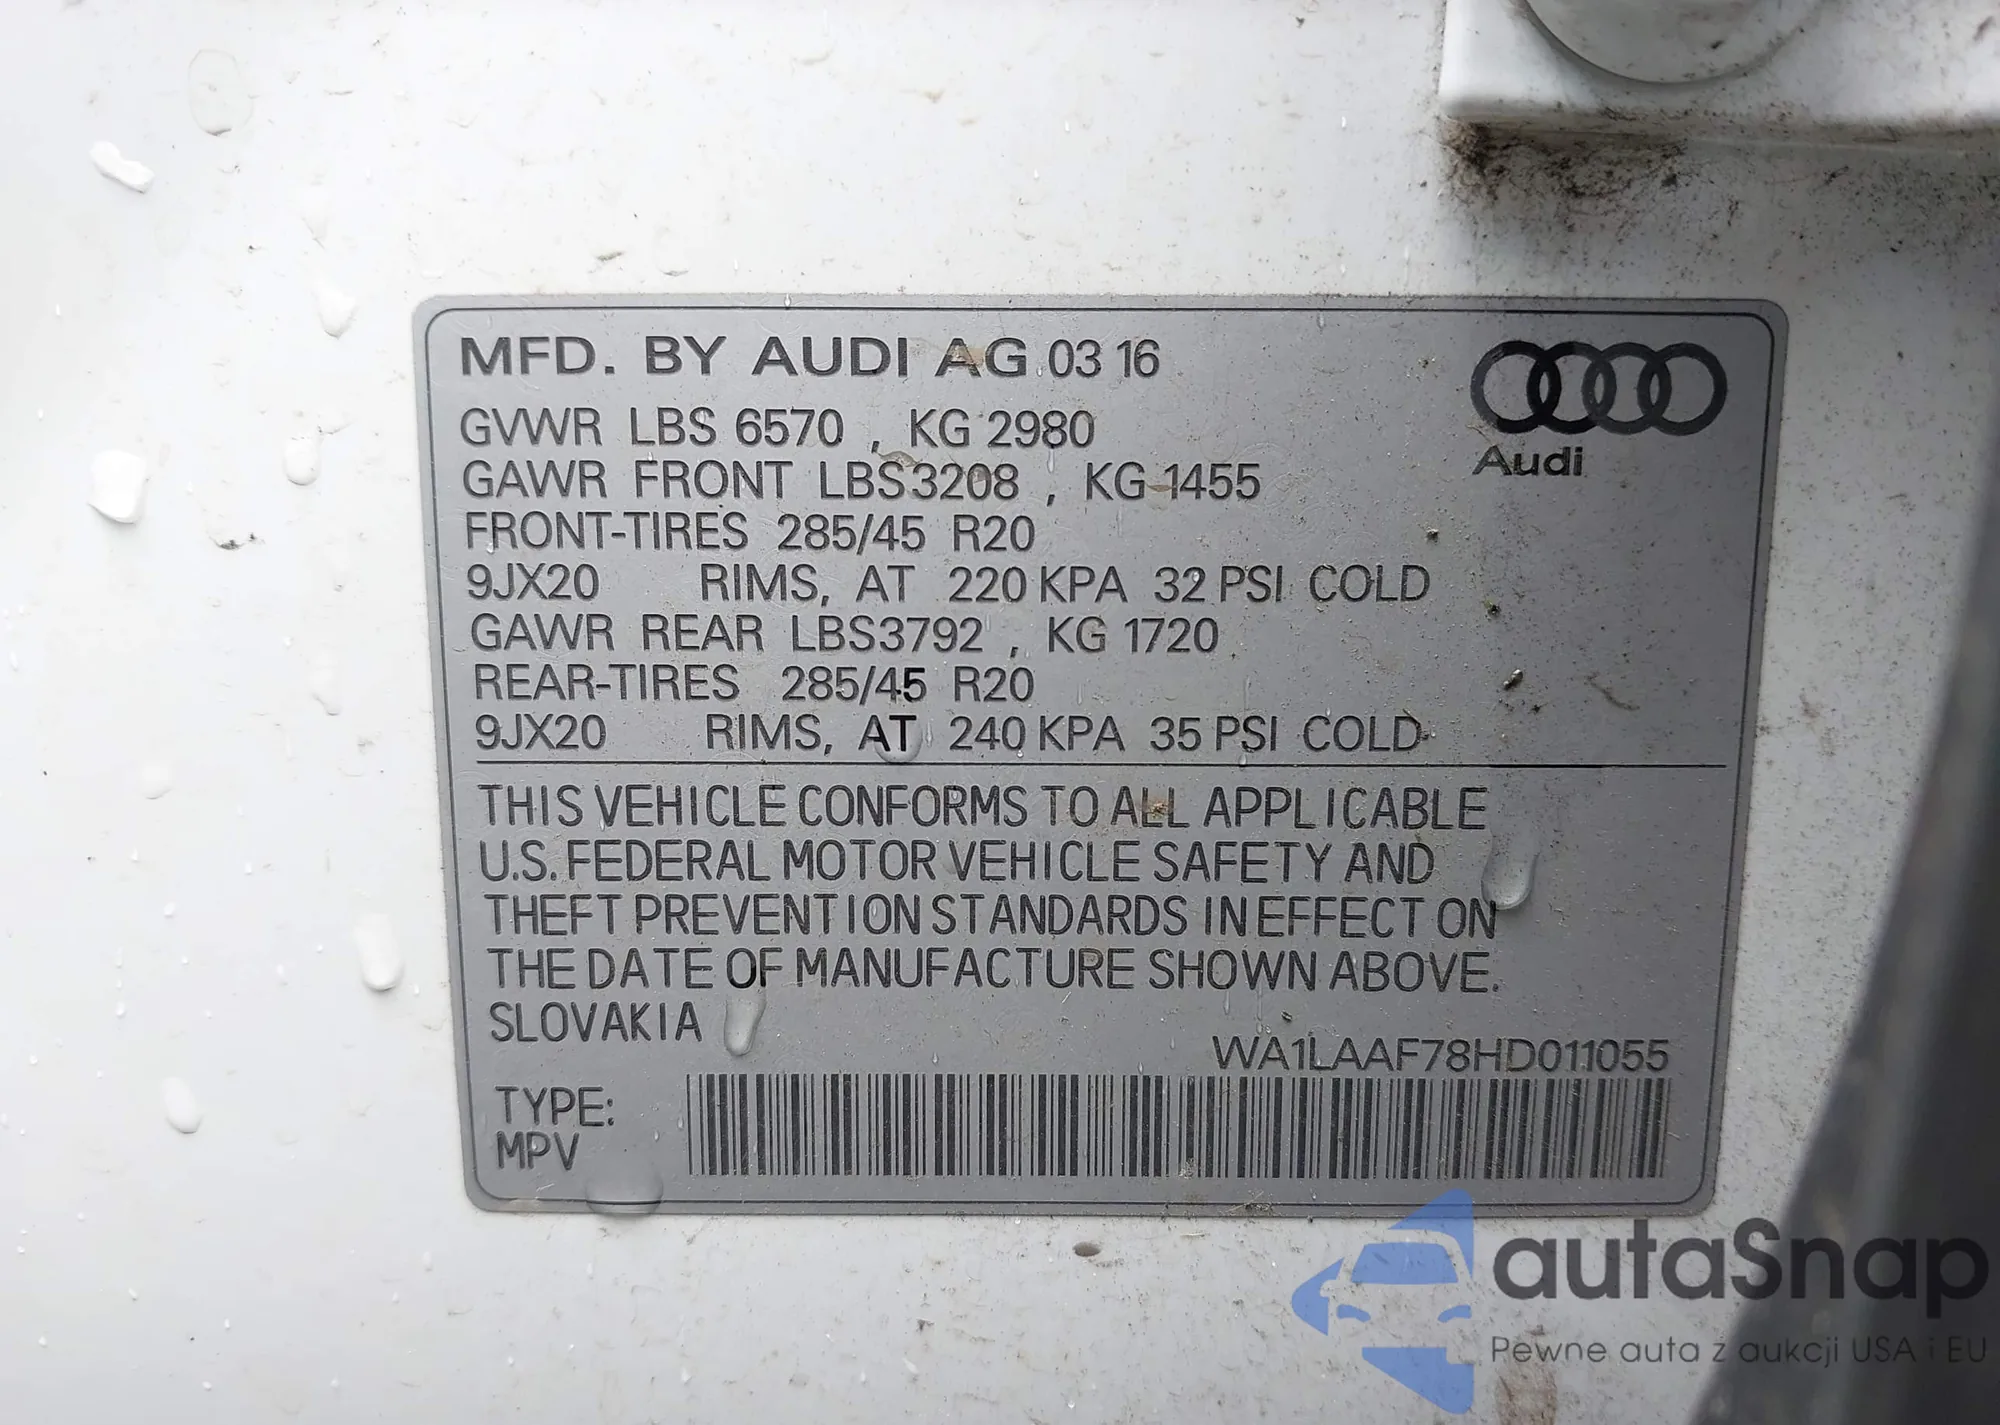 MFD. BY AUDI AG 03 16
GVWR LBS 6570 , KG 2980
GAWR FRONT LBS3208 , KG 1455
FRONT-TIRES 285/45 R20
9JX20 RIMS, AT 220 KPA 32 PSI COLD
GAWR REAR LBS3792 , KG 1720
REAR-TIRES 285/45 R20
9JX20 RIMS, AT 240 KPA 35 PSI COLD
Audi
THIS VEHICLE CONFORMS TO ALL APPLICABLE
U.S. FEDERAL MOTOR VEHICLE SAFETY AND
THEFT PREVENTION STANDARDS IN EFFECT ON
THE DATE OF MANUFACTURE SHOWN ABOVE.
SLOVAKIA
WA1LAAF78HD011055
TYPE:
MPV
autaSnap
Pewne auta z aukcji USA i EU